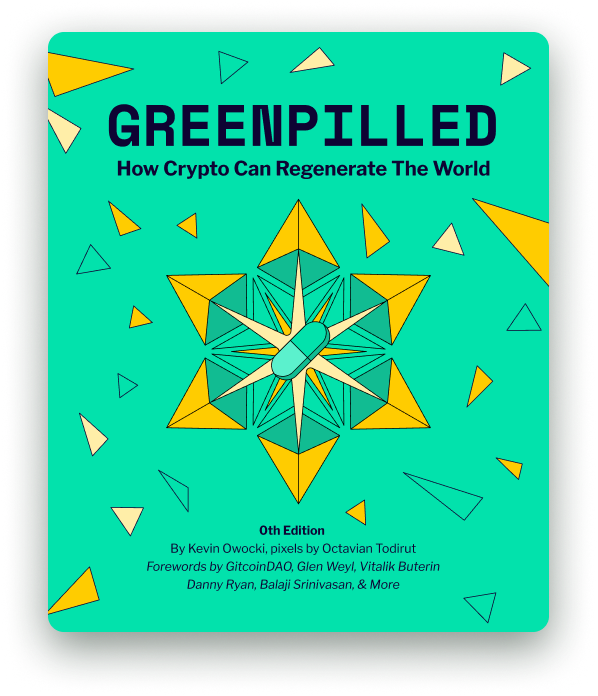 GREENPILLED
How Crypto Can Regenerate The World
0th Edition
By Kevin Owocki, pixels by Octavian Todirut
Forewords by GitcoinDAO, Glen Weyl, Vitalik Buterin
Danny Ryan, Balaji Srinivasan, & More